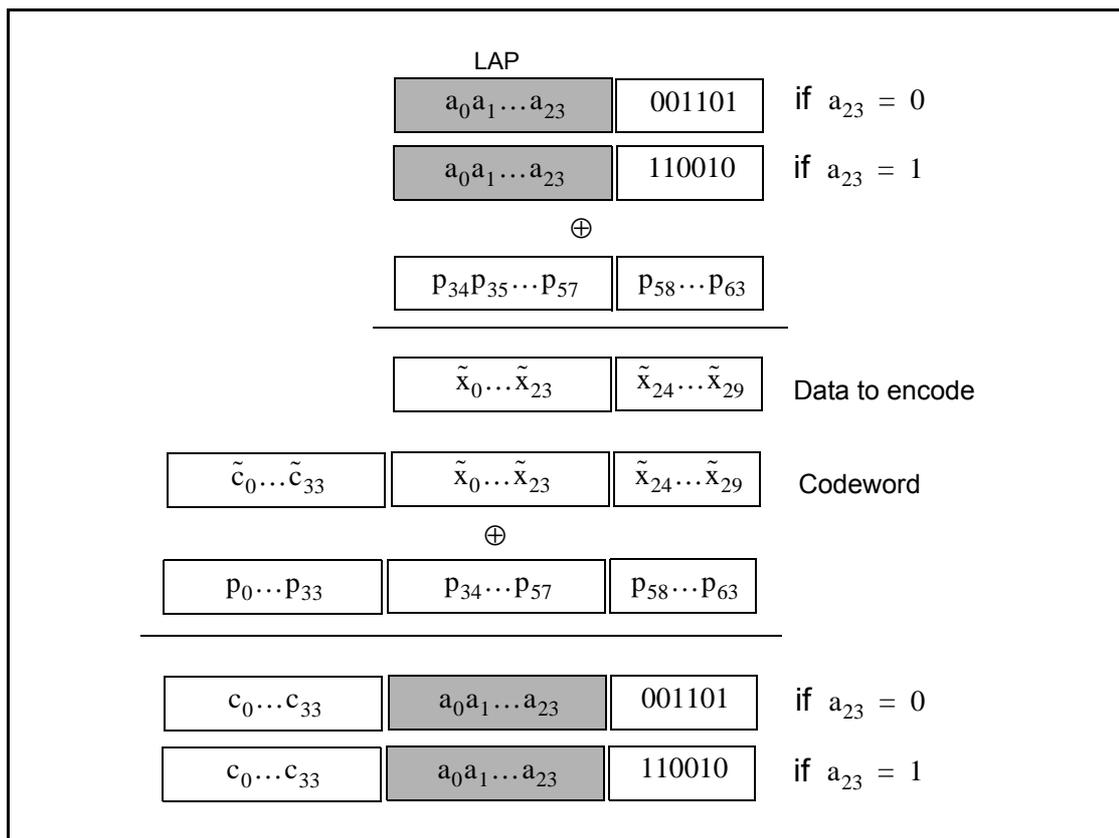 LAP
a₀a₁…a₂₃ 001101 if a₂₃ = 0
a₀a₁…a₂₃ 110010 if a₂₃ = 1
⊕
p₃₄p₃₅…p₅₇ p₅₈…p₆₃
x̃₀…x̃₂₃ x̃₂₄…x̃₂₉ Data to encode
c̃₀…c̃₃₃ x̃₀…x̃₂₃ x̃₂₄…x̃₂₉ Codeword
⊕
p₀…p₃₃ p₃₄…p₅₇ p₅₈…p₆₃
c₀…c₃₃ a₀a₁…a₂₃ 001101 if a₂₃ = 0
c₀…c₃₃ a₀a₁…a₂₃ 110010 if a₂₃ = 1